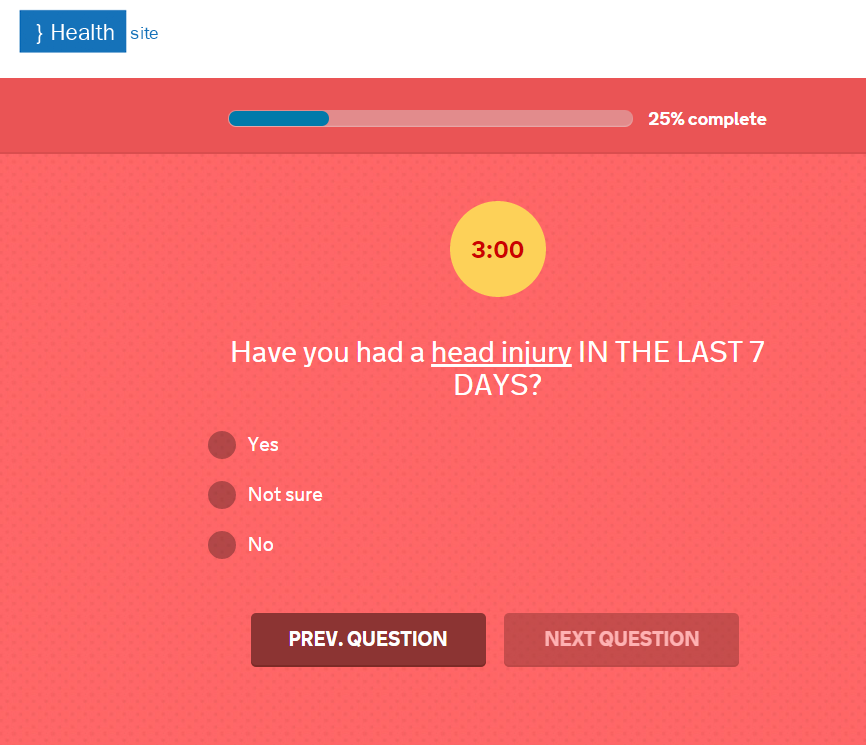 } Health site
25% complete
3:00
Have you had a head injury IN THE LAST 7
DAYS?
Yes
Not sure
No
PREV. QUESTION
NEXT QUESTION